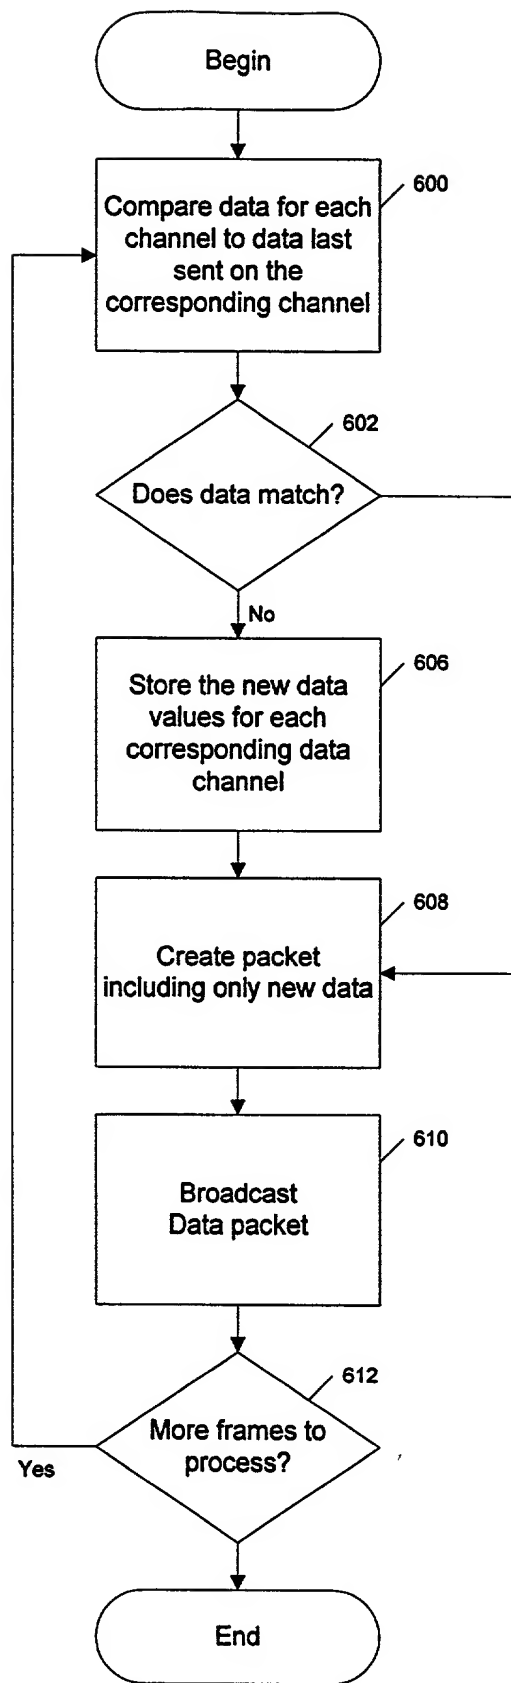 Begin
600
Compare data for each
channel to data last
sent on the
corresponding channel
602
Does data match?
No
606
Store the new data
values for each
corresponding data
channel
608
Create packet
including only new data
610
Broadcast
Data packet
612
More frames to
process?
Yes
End